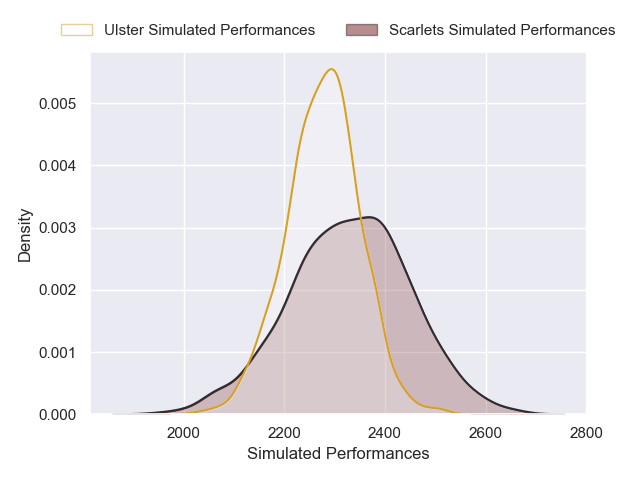 Ulster Simulated Performances Scarlets Simulated Performances
0.005
0.004
0.003
0.002
0.001
0.000
Density
2000 2200 2400 2600 2800
Simulated Performances